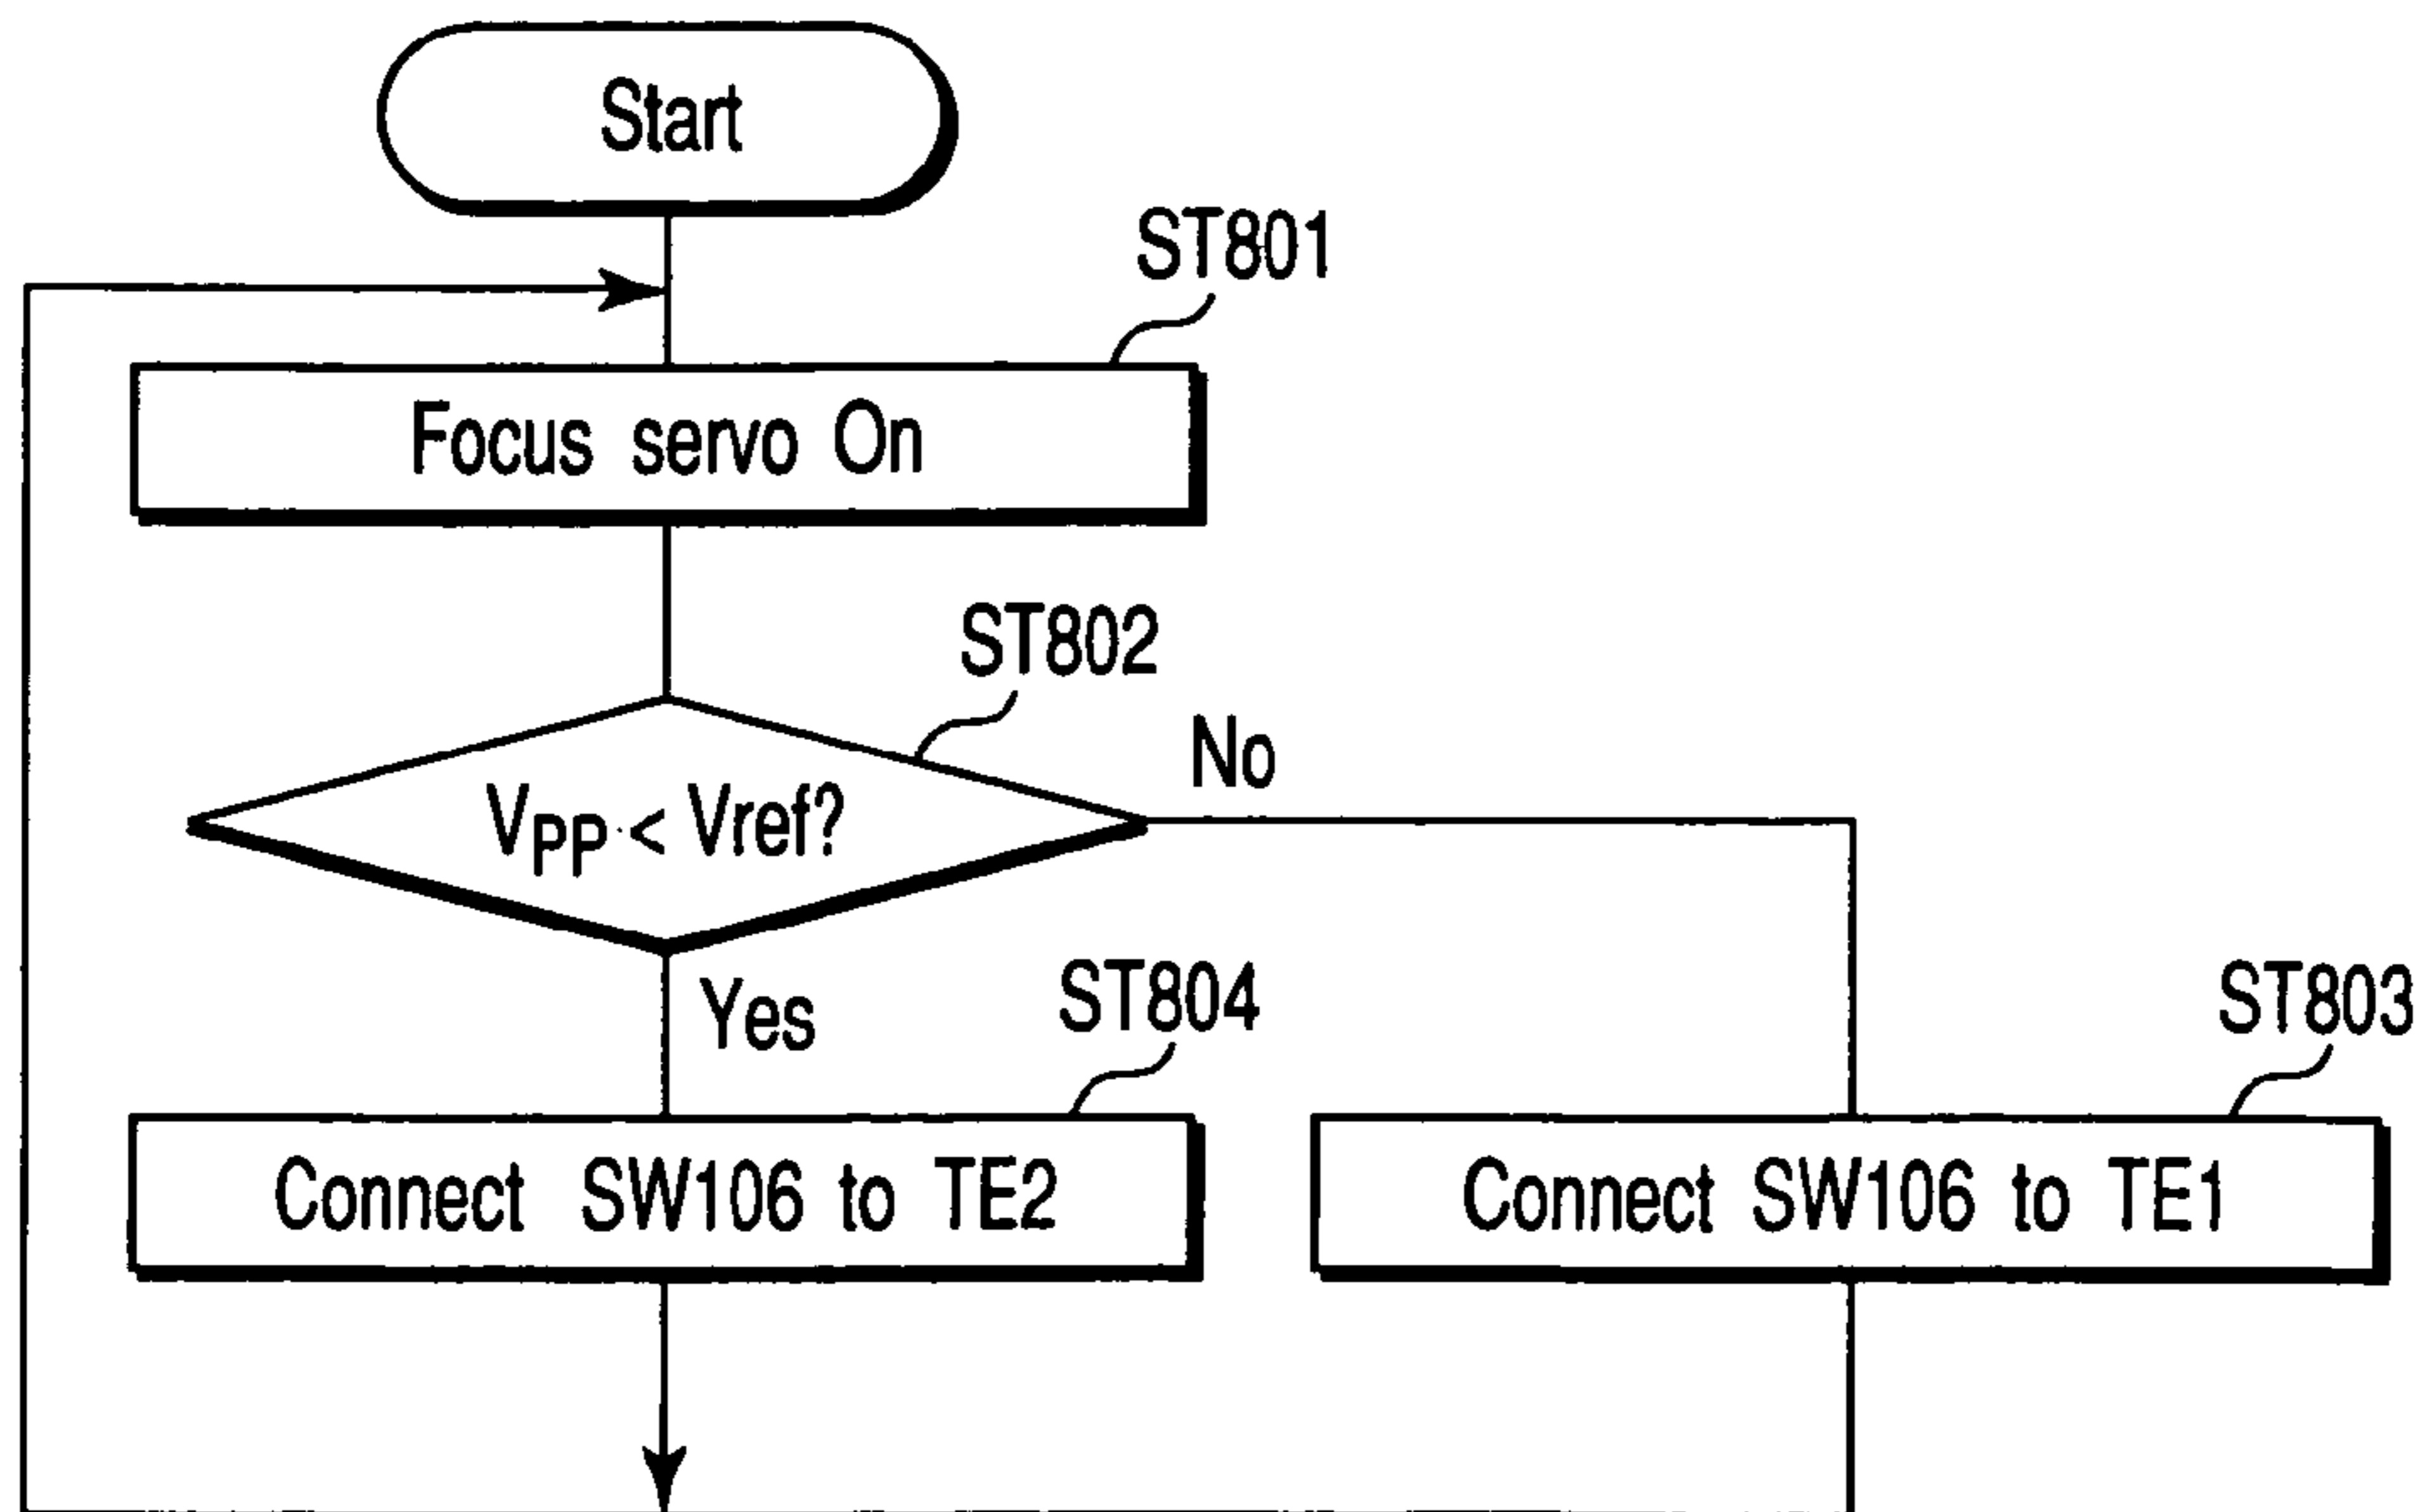 Start
ST801
Focus servo On
ST802
No
VPP < Vref?
Yes
ST804
ST803
Connect SW106 to TE2
Connect SW106 to TE1